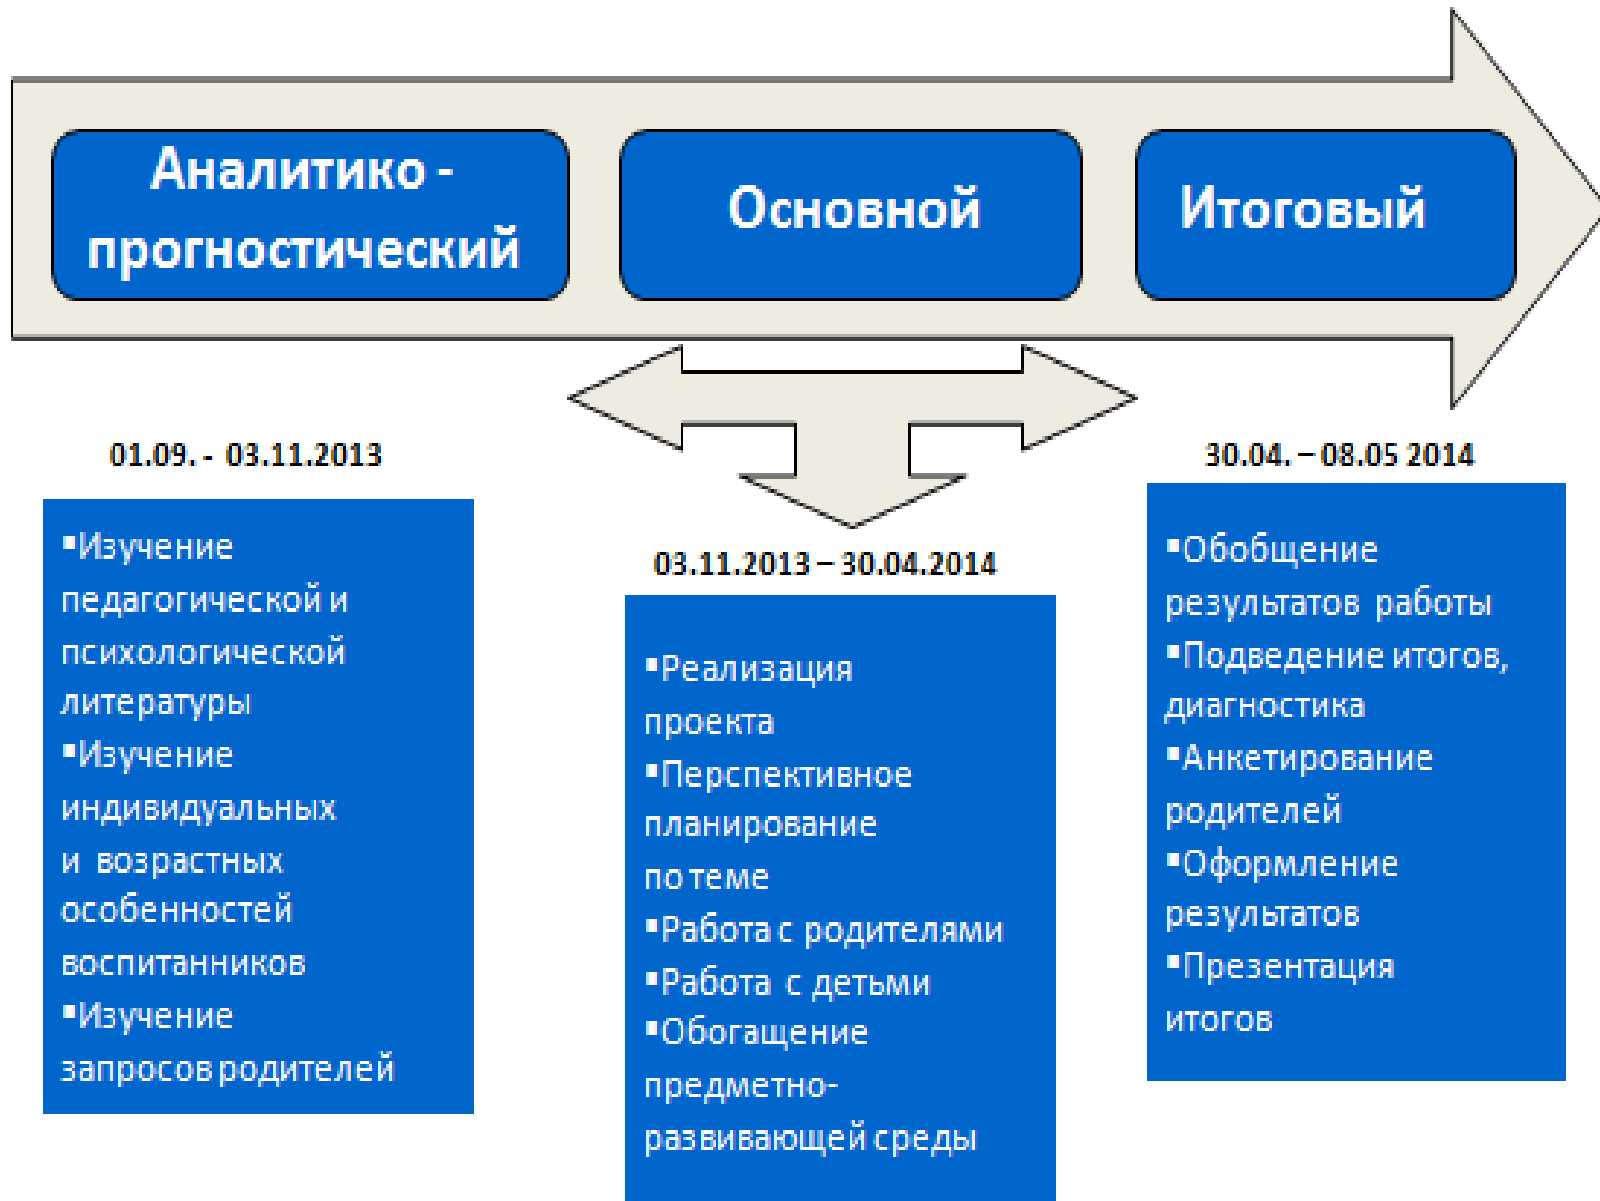 Аналитико -
прогностический
Основной
Итоговый
01.09. - 03.11.2013
▪Изучение
педагогической и
психологической
литературы
▪Изучение
индивидуальных
и возрастных
особенностей
воспитанников
▪Изучение
запросов родителей
03.11.2013 – 30.04.2014
▪Реализация
проекта
▪Перспективное
планирование
по теме
▪Работа с родителями
▪Работа с детьми
▪Обогащение
предметно-
развивающей среды
30.04. – 08.05 2014
▪Обобщение
результатов работы
▪Подведение итогов,
диагностика
▪Анкетирование
родителей
▪Оформление
результатов
▪Презентация
итогов